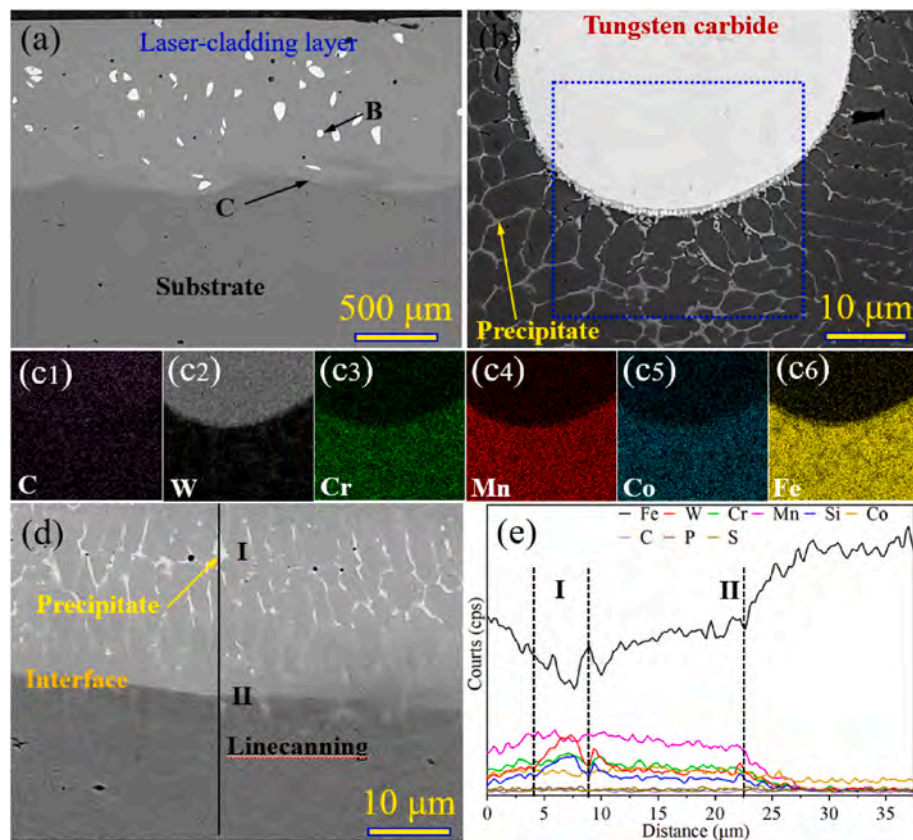 (a)
Laser-cladding layer
B
C
Substrate
500 μm
(b)
Tungsten carbide
Precipitate
10 μm
(c1)
C
(c2)
W
(c3)
Cr
(c4)
Mn
(c5)
Co
(c6)
Fe
(d)
I
Precipitate
Interface
II
Linecanning
10 μm
(e)
Fe W Cr Mn Si Co
C P S
I
II
Courts (cps)
0 5 10 15 20 25 30 35
Distance (μm)